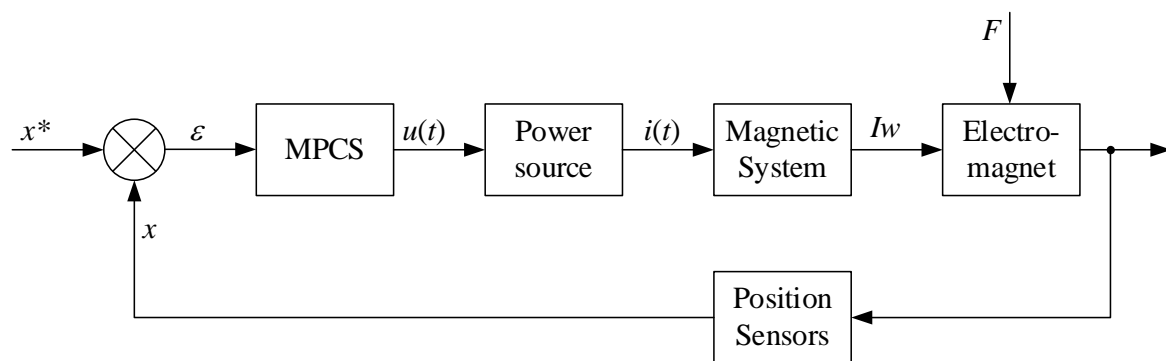 F
x*
ε
MPCS
u(t)
Power
source
i(t)
Magnetic
System
Iw
Electro-
magnet
x
Position
Sensors